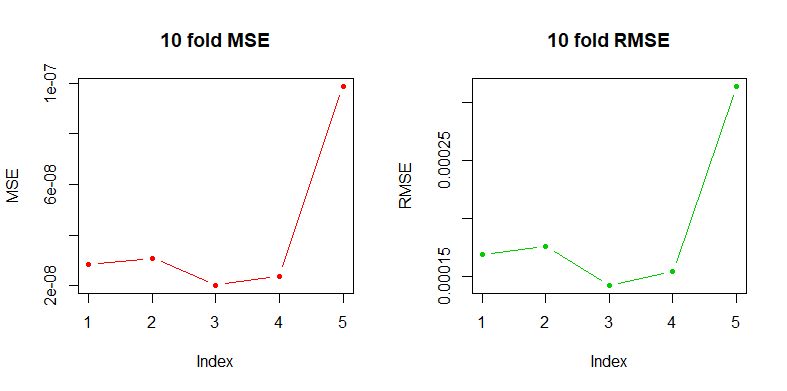 10 fold MSE
MSE
1e-07
6e-08
2e-08
1 2 3 4 5
Index
10 fold RMSE
RMSE
0.00025
0.00015
1 2 3 4 5
Index